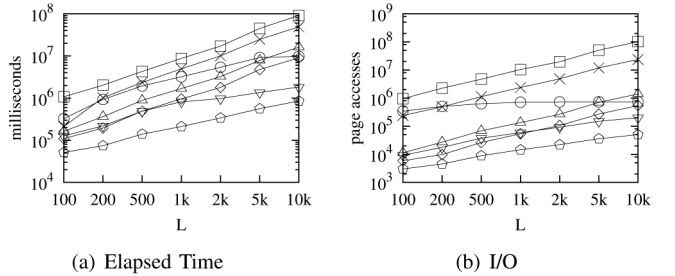 10^8
10^7
10^6
10^5
10^4
milliseconds
100 200 500 1k 2k 5k 10k
L
(a) Elapsed Time
10^9
10^8
10^7
10^6
10^5
10^4
10^3
page accesses
100 200 500 1k 2k 5k 10k
L
(b) I/O